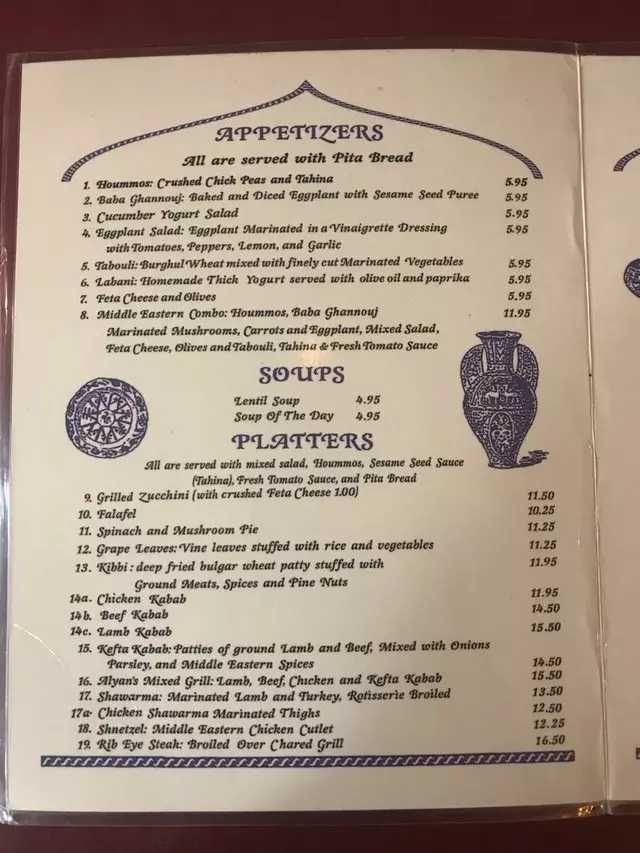 APPETIZERS
All are served with Pita Bread
1. Hoummos: Crushed Chick Peas and Tahina 5.95
2. Baba Ghannouj: Baked and Diced Eggplant with Sesame Seed Puree 5.95
3. Cucumber Yogurt Salad 5.95
4. Eggplant Salad: Eggplant Marinated in a Vinaigrette Dressing 5.95
with Tomatoes, Peppers, Lemon, and Garlic
5. Tabouli: Burghul Wheat mixed with finely cut Marinated Vegetables 5.95
6. Labani: Homemade Thick Yogurt served with olive oil and paprika 5.95
7. Feta Cheese and Olives 5.95
8. Middle Eastern Combo: Hoummos, Baba Ghannouj 11.95
Marinated Mushrooms, Carrots and Eggplant, Mixed Salad,
Feta Cheese, Olives and Tabouli, Tahina & Fresh Tomato Sauce
SOUPS
Lentil Soup 4.95
Soup Of The Day 4.95
PLATTERS
All are served with mixed salad, Hoummos, Sesame Seed Sauce
(Tahina), Fresh Tomato Sauce, and Pita Bread
9. Grilled Zucchini (with crushed Feta Cheese 1.00) 11.50
10. Falafel 10.25
11. Spinach and Mushroom Pie 11.25
12. Grape Leaves: Vine leaves stuffed with rice and vegetables 11.25
13. Kibbi: deep fried bulgar wheat patty stuffed with 11.95
Ground Meats, Spices and Pine Nuts
14a. Chicken Kabab 11.95
14b. Beef Kabab 14.50
14c. Lamb Kabab 15.50
15. Kefta Kabab: Patties of ground Lamb and Beef, Mixed with Onions
Parsley, and Middle Eastern Spices 14.50
16. Alyan's Mixed Grill: Lamb, Beef, Chicken and Kefta Kabab 15.50
17. Shawarma: Marinated Lamb and Turkey, Rotisserie Broiled 13.50
17a. Chicken Shawarma Marinated Thighs 12.50
18. Shnetzel: Middle Eastern Chicken Cutlet 12.25
19. Rib Eye Steak: Broiled Over Chared Grill 16.50